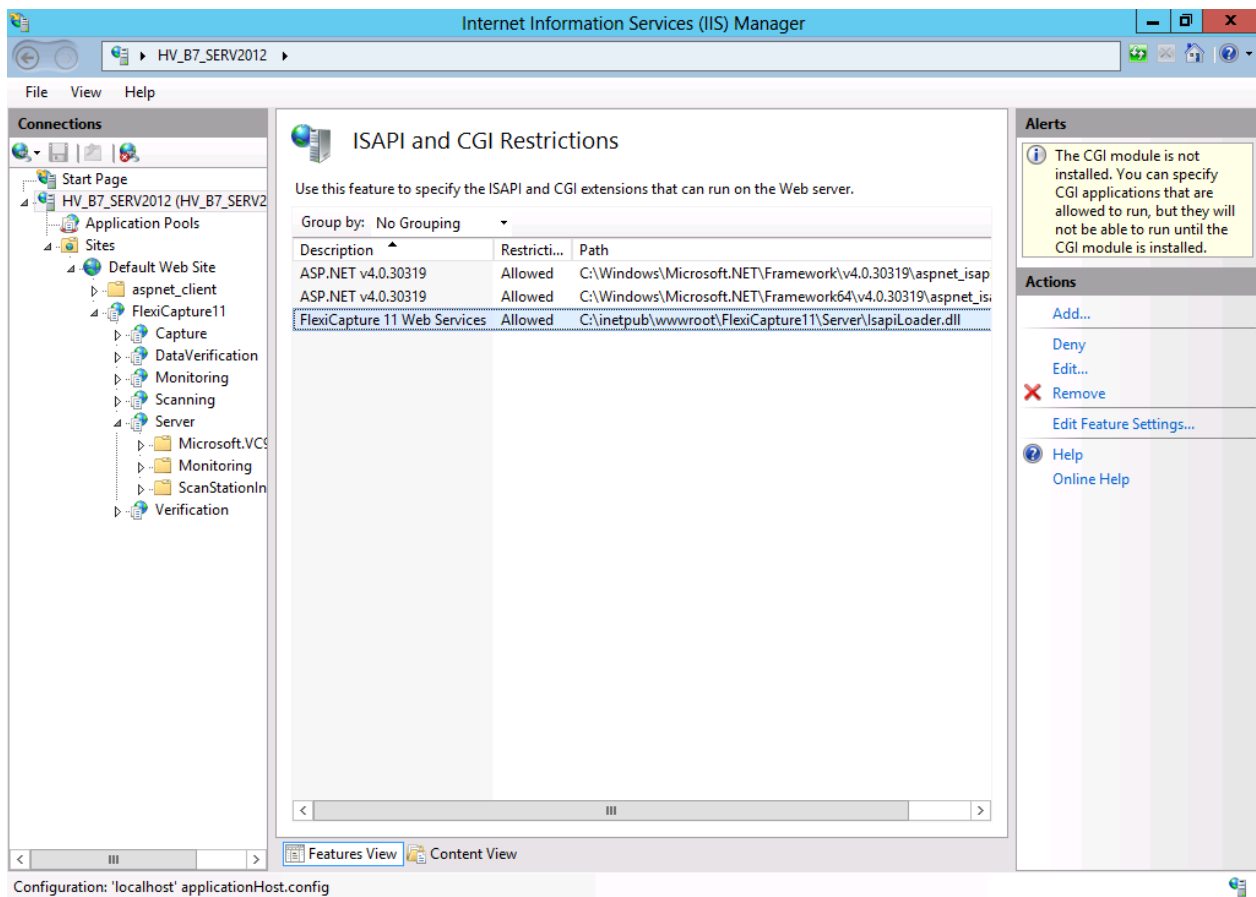 Internet Information Services (IIS) Manager
HV_B7_SERV2012
File View Help
Connections
Start Page
HV_B7_SERV2012 (HV_B7_SERV2
Application Pools
Sites
Default Web Site
aspnet_client
FlexiCapture11
Capture
DataVerification
Monitoring
Scanning
Server
Microsoft.VC9
Monitoring
ScanStationIn
Verification
ISAPI and CGI Restrictions
Use this feature to specify the ISAPI and CGI extensions that can run on the Web server.
Group by: No Grouping
Description Restricti... Path
ASP.NET v4.0.30319 Allowed C:\Windows\Microsoft.NET\Framework\v4.0.30319\aspnet_isap
ASP.NET v4.0.30319 Allowed C:\Windows\Microsoft.NET\Framework64\v4.0.30319\aspnet_isa
FlexiCapture 11 Web Services Allowed C:\inetpub\wwwroot\FlexiCapture11\Server\IsapiLoader.dll
Features View Content View
Alerts
The CGI module is not
installed. You can specify
CGI applications that are
allowed to run, but they will
not be able to run until the
CGI module is installed.
Actions
Add...
Deny
Edit...
Remove
Edit Feature Settings...
Help
Online Help
Configuration: 'localhost' applicationHost.config